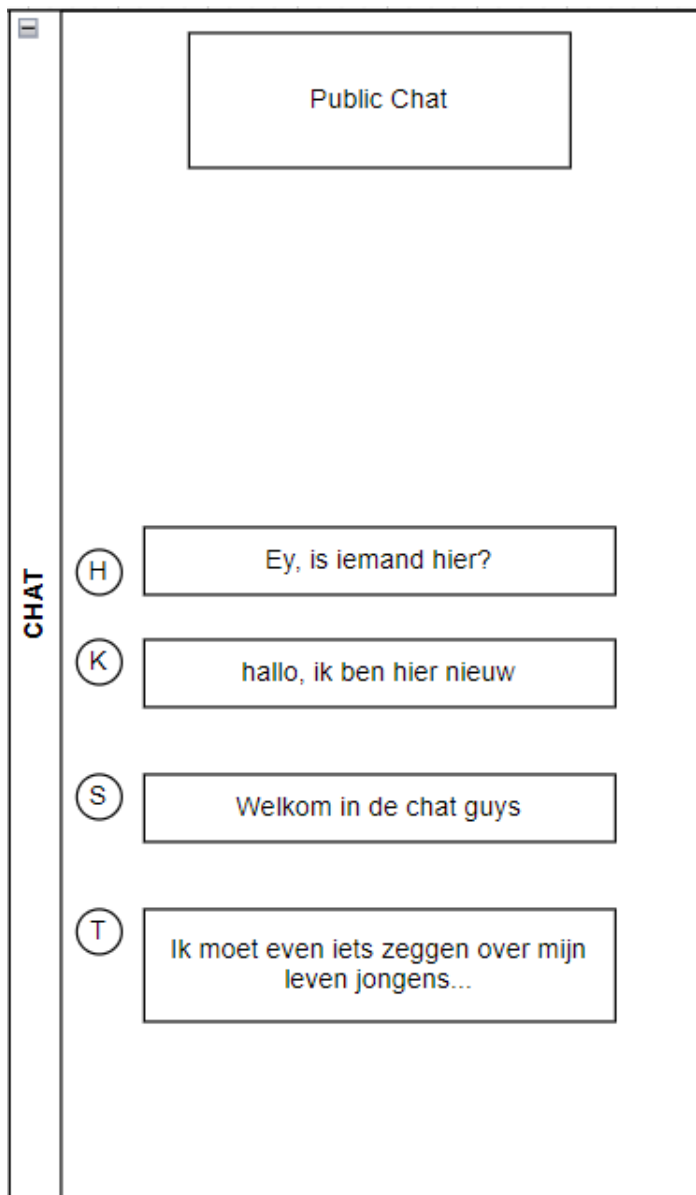 Public Chat
CHAT
H
Ey, is iemand hier?
K
hallo, ik ben hier nieuw
S
Welkom in de chat guys
T
Ik moet even iets zeggen over mijn
leven jongens...